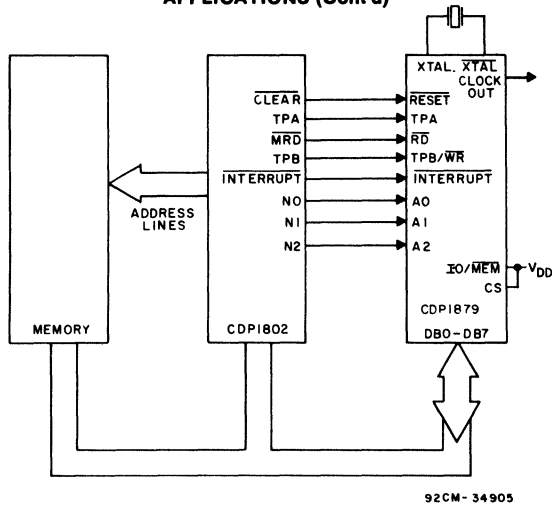 APPLICATIONS (Cont'd)
XTAL. XTAL
CLOCK
OUT
CLEAR RESET
TPA TPA
MRD RD
TPB TPB/WR
INTERRUPT INTERRUPT
ADDRESS
LINES
N0 A0
N1 A1
N2 A2
IO/MEM VDD
CS
CDP1879
MEMORY CDP1802 DB0-DB7
92CM-34905